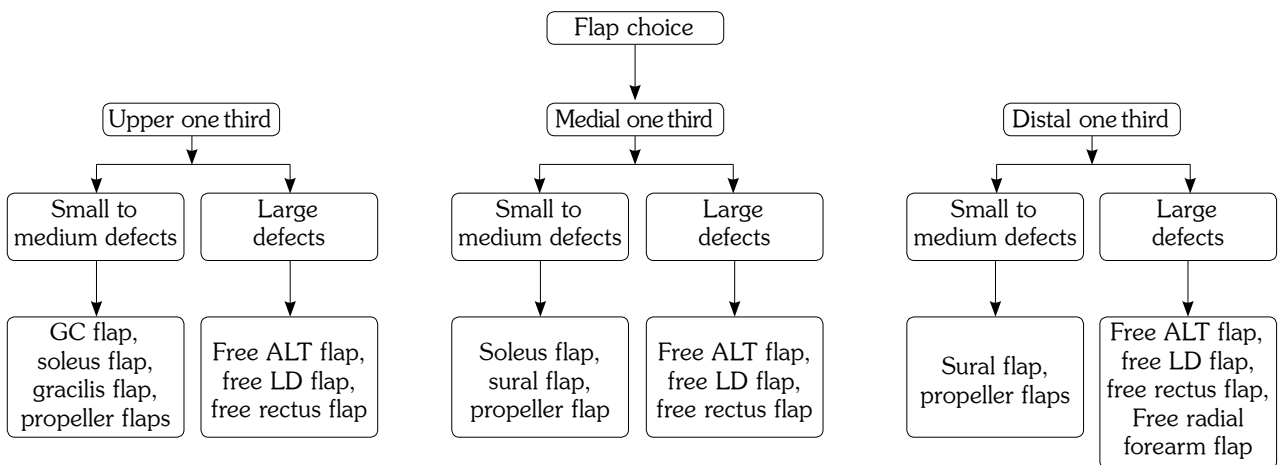 Flap choice
Upper one third
Medial one third
Distal one third
Small to
medium defects
Large
defects
Small to
medium defects
Large
defects
Small to
medium defects
Large
defects
GC flap,
soleus flap,
gracilis flap,
propeller flaps
Free ALT flap,
free LD flap,
free rectus flap
Soleus flap,
sural flap,
propeller flap
Free ALT flap,
free LD flap,
free rectus flap
Sural flap,
propeller flaps
Free ALT flap,
free LD flap,
free rectus flap,
Free radial
forearm flap